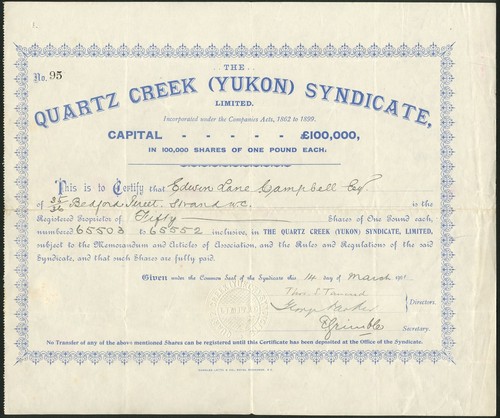 THE
No. 95
QUARTZ CREEK (YUKON) SYNDICATE,
LIMITED.
Incorporated under the Companies Acts, 1862 to 1899.
CAPITAL - - - - - £100,000,
IN 100,000 SHARES OF ONE POUND EACH.
This is to Certify that Edwin Lane Campbell Esq
of 35/36 Bedford Street, Strand W.C. is the
Registered Proprietor of Fifty Shares of One Pound each,
numbered 65503 to 65552 inclusive, in THE QUARTZ CREEK (YUKON) SYNDICATE, LIMITED,
subject to the Memorandum and Articles of Association, and the Rules and Regulations of the said
Syndicate, and that such Shares are fully paid.
Given under the Common Seal of the Syndicate this 14 day of March 1901
Directors.
Secretary.
No Transfer of any of the above mentioned Shares can be registered until this Certificate has been deposited at the Office of the Syndicate.